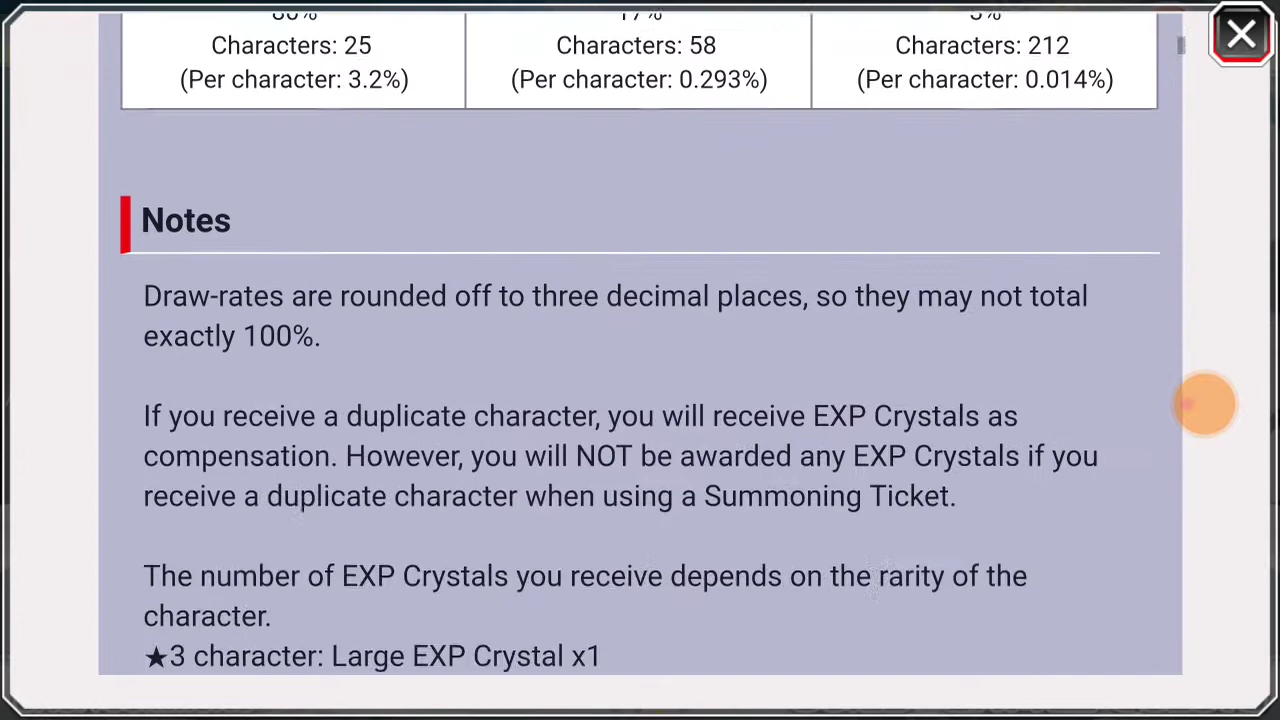 80% 17% 3%
Characters: 25 Characters: 58 Characters: 212
(Per character: 3.2%) (Per character: 0.293%) (Per character: 0.014%)
Notes
Draw-rates are rounded off to three decimal places, so they may not total
exactly 100%.
If you receive a duplicate character, you will receive EXP Crystals as
compensation. However, you will NOT be awarded any EXP Crystals if you
receive a duplicate character when using a Summoning Ticket.
The number of EXP Crystals you receive depends on the rarity of the
character.
★3 character: Large EXP Crystal x1